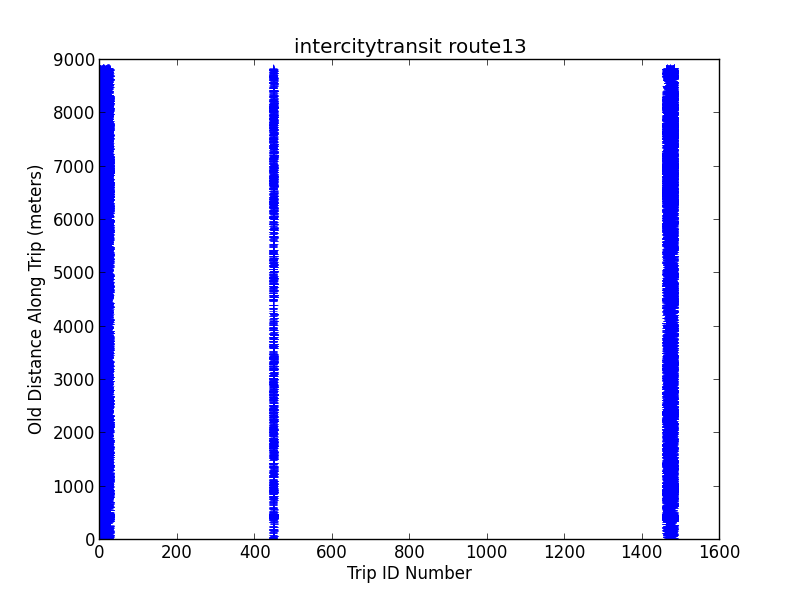 intercitytransit route13
Old Distance Along Trip (meters)
9000
8000
7000
6000
5000
4000
3000
2000
1000
0
0 200 400 600 800 1000 1200 1400 1600
Trip ID Number